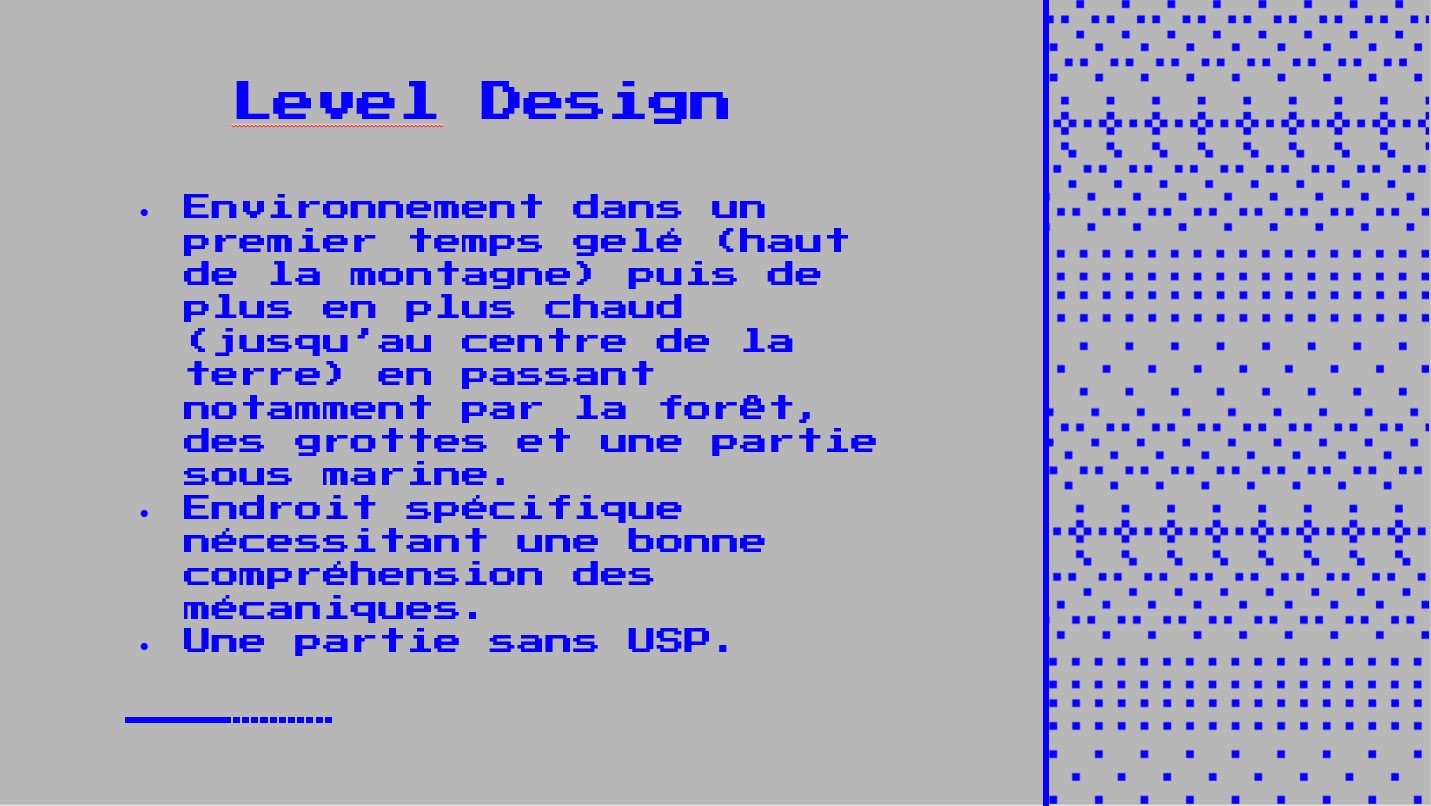 Level Design
• Environnement dans un
premier temps gelé (haut
de la montagne) puis de
plus en plus chaud
(jusqu'au centre de la
terre) en passant
notamment par la forêt,
des grottes et une partie
sous marine.
• Endroit spécifique
nécessitant une bonne
compréhension des
mécaniques.
• Une partie sans USP.